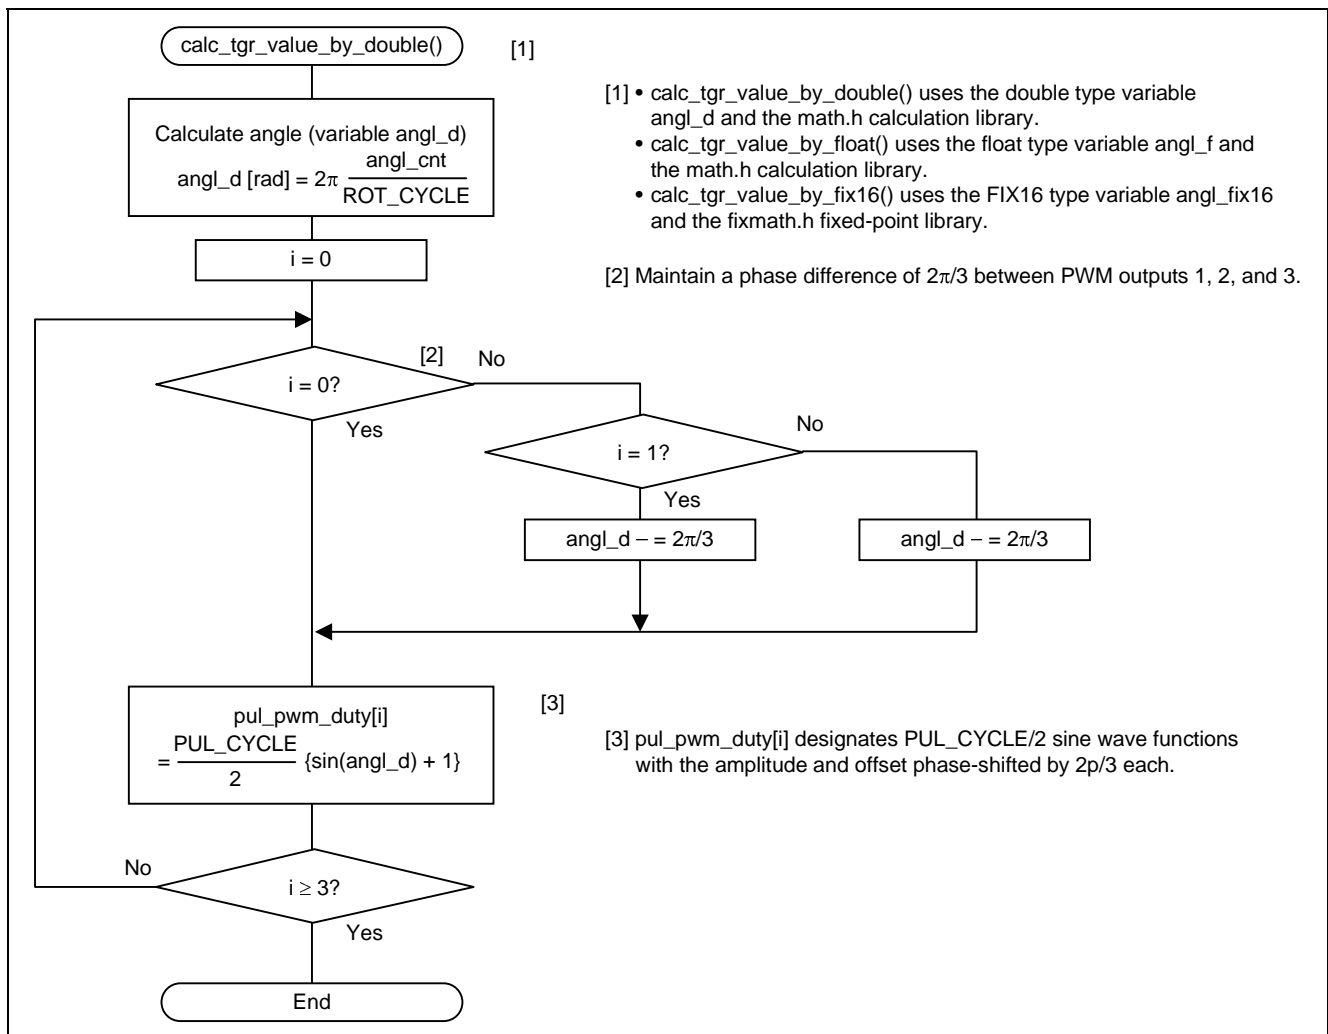 calc_tgr_value_by_double()
[1]
Calculate angle (variable angl_d)
angl_d [rad] = 2π angl_cnt
ROT_CYCLE
i = 0
[1] • calc_tgr_value_by_double() uses the double type variable
angl_d and the math.h calculation library.
• calc_tgr_value_by_float() uses the float type variable angl_f and
the math.h calculation library.
• calc_tgr_value_by_fix16() uses the FIX16 type variable angl_fix16
and the fixmath.h fixed-point library.
[2] Maintain a phase difference of 2π/3 between PWM outputs 1, 2, and 3.
[2]
No
i = 0?
Yes
No
i = 1?
Yes
angl_d – = 2π/3
angl_d – = 2π/3
pul_pwm_duty[i]
= PUL_CYCLE
2
{sin(angl_d) + 1}
[3]
[3] pul_pwm_duty[i] designates PUL_CYCLE/2 sine wave functions
with the amplitude and offset phase-shifted by 2p/3 each.
No
i ≥ 3?
Yes
End